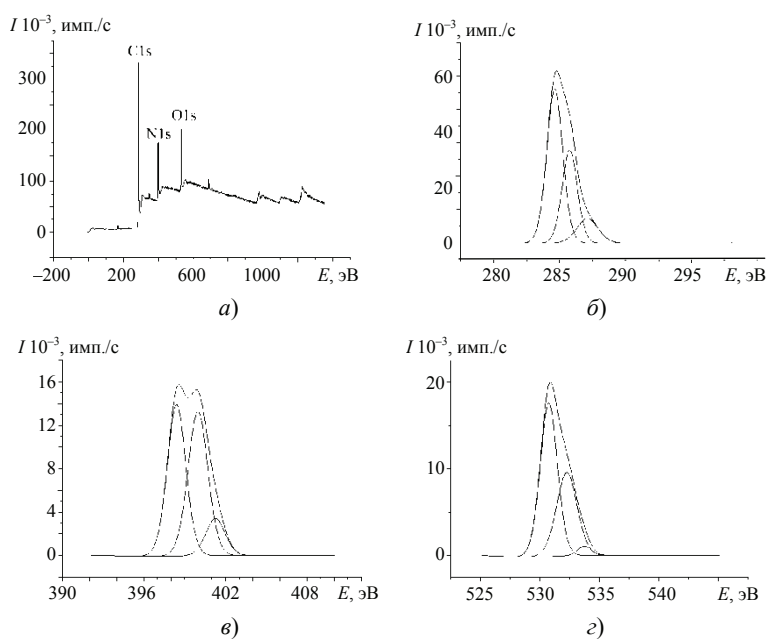 I 10⁻³, имп./с
I 10⁻³, имп./с
C1s
300
60
200
O1s
N1s
40
100
20
0
0
–200
200
600
1000
E, эВ
280
285
290
295
E, эВ
а)
б)
I 10⁻³, имп./с
I 10⁻³, имп./с
16
20
12
8
10
4
0
0
390
396
402
408
E, эВ
525
530
535
540
E, эВ
в)
г)